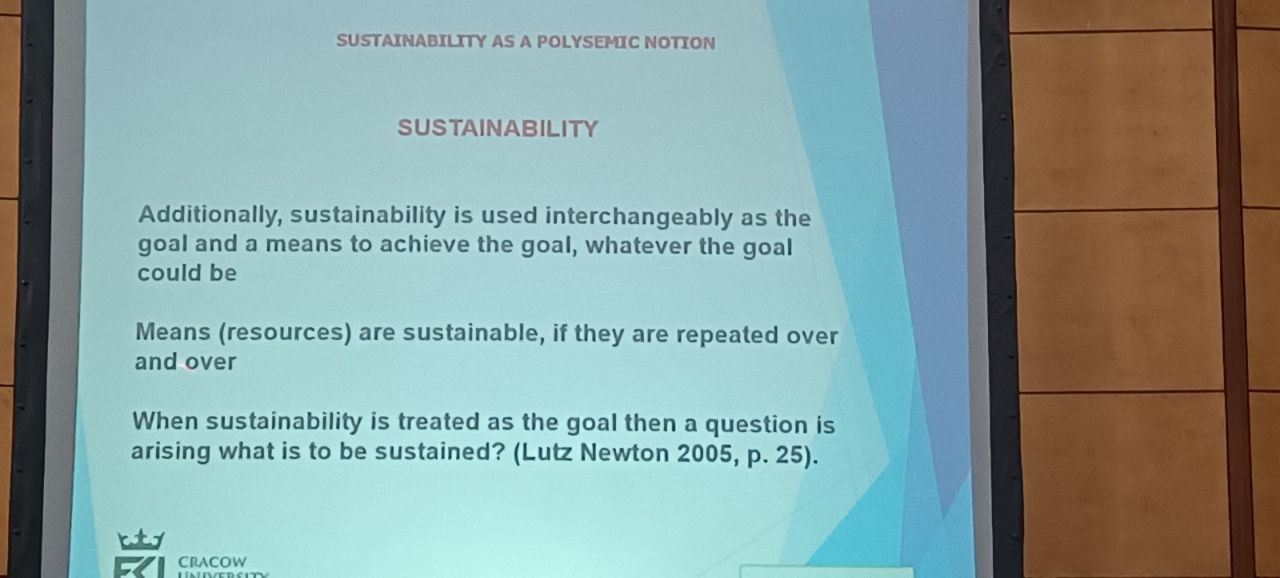 SUSTAINABILITY AS A POLYSEMIC NOTION
SUSTAINABILITY
Additionally, sustainability is used interchangeably as the
goal and a means to achieve the goal, whatever the goal
could be
Means (resources) are sustainable, if they are repeated over
and over
When sustainability is treated as the goal then a question is
arising what is to be sustained? (Lutz Newton 2005, p. 25).
CRACOW
UNIVERSITY